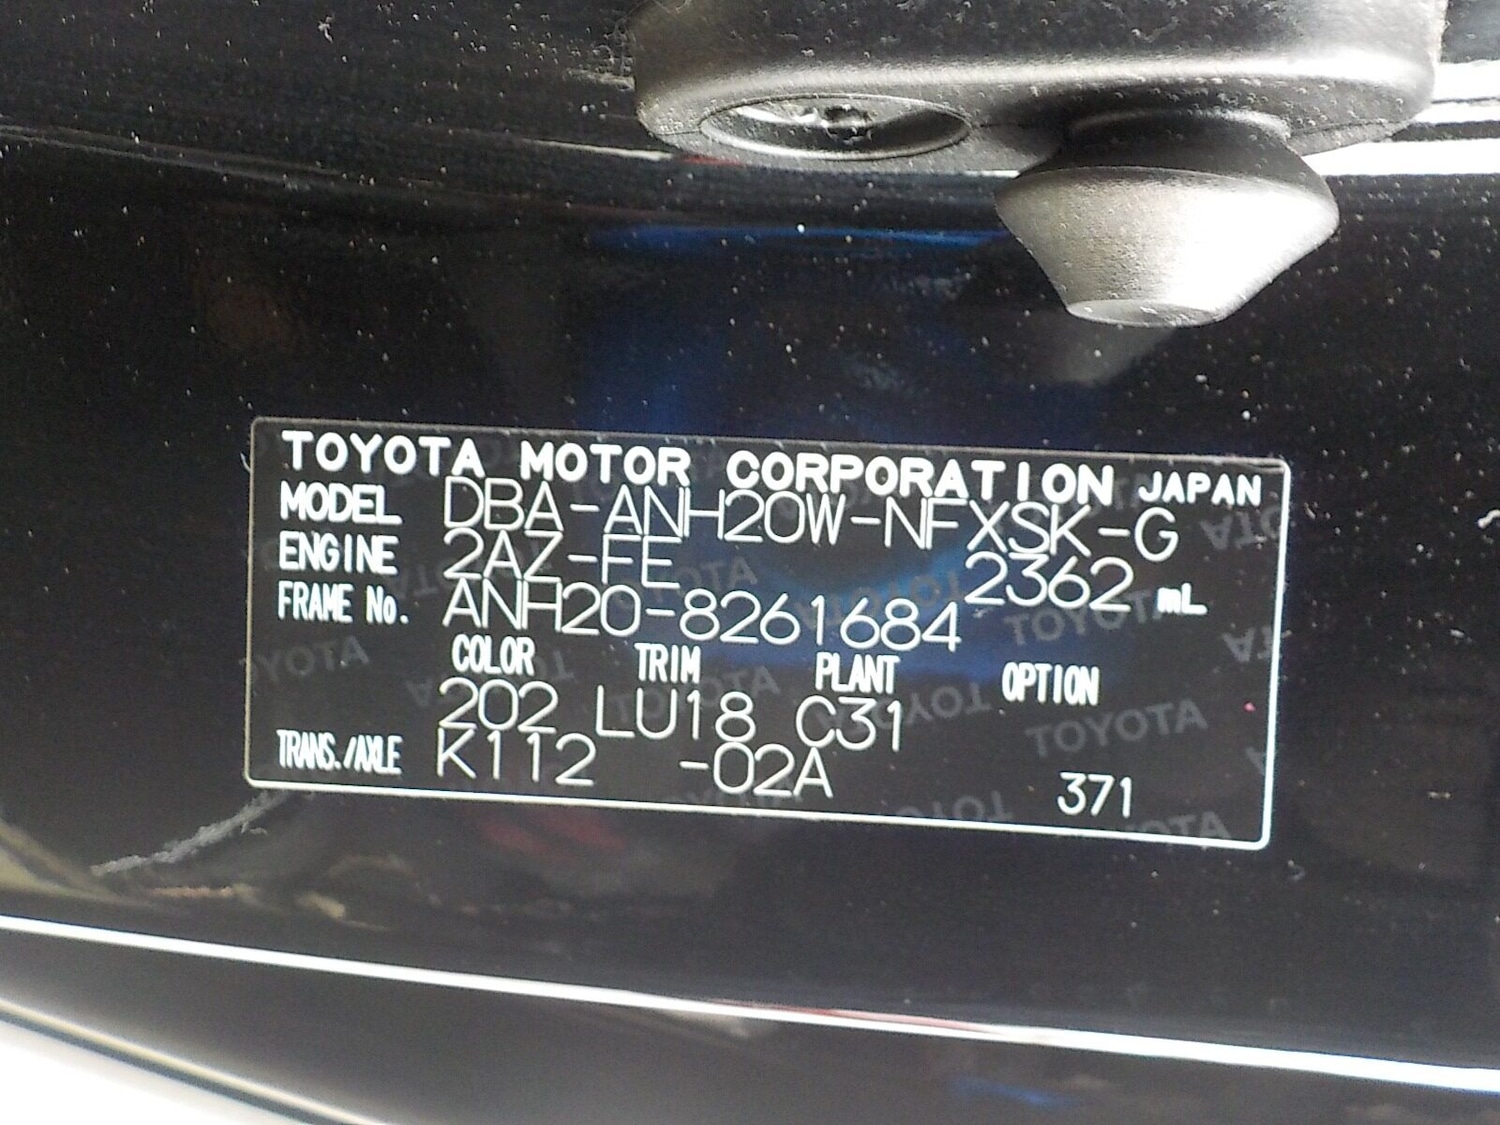 TOYOTA MOTOR CORPORATION JAPAN
MODEL DBA-ANH20W-NFXSK-G
ENGINE 2AZ-FE 2362 mL
FRAME No. ANH20-8261684
COLOR TRIM PLANT OPTION
202 LU18 C31
TRANS./AXLE K112 -02A 371